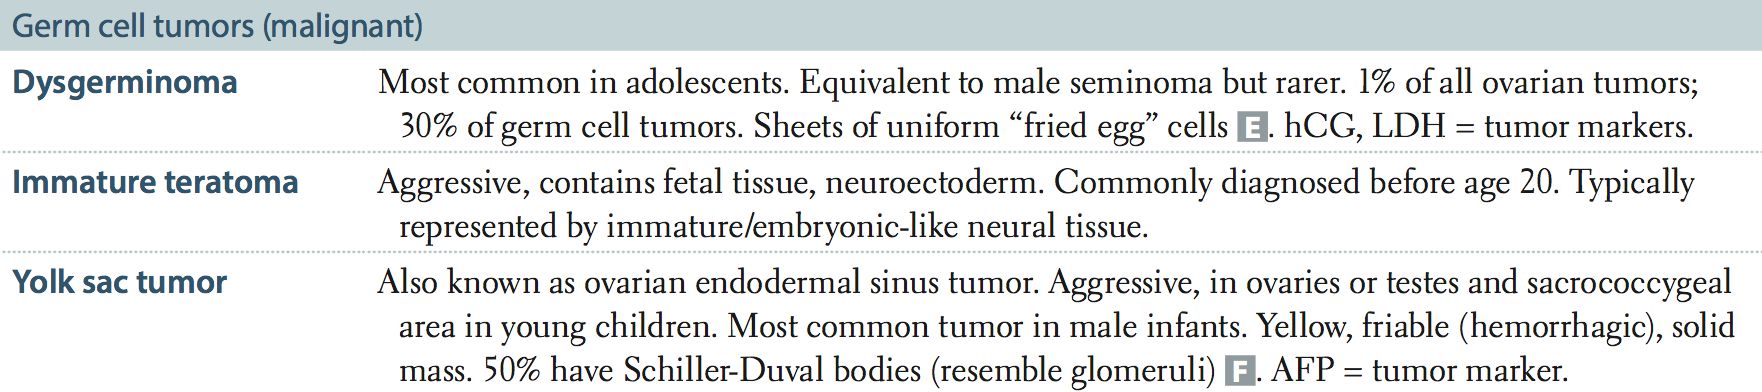 Germ cell tumors (malignant)
Dysgerminoma Most common in adolescents. Equivalent to male seminoma but rarer. 1% of all ovarian tumors;
30% of germ cell tumors. Sheets of uniform “fried egg” cells E. hCG, LDH = tumor markers.
Immature teratoma Aggressive, contains fetal tissue, neuroectoderm. Commonly diagnosed before age 20. Typically
represented by immature/embryonic-like neural tissue.
Yolk sac tumor Also known as ovarian endodermal sinus tumor. Aggressive, in ovaries or testes and sacrococcygeal
area in young children. Most common tumor in male infants. Yellow, friable (hemorrhagic), solid
mass. 50% have Schiller-Duval bodies (resemble glomeruli) F. AFP = tumor marker.